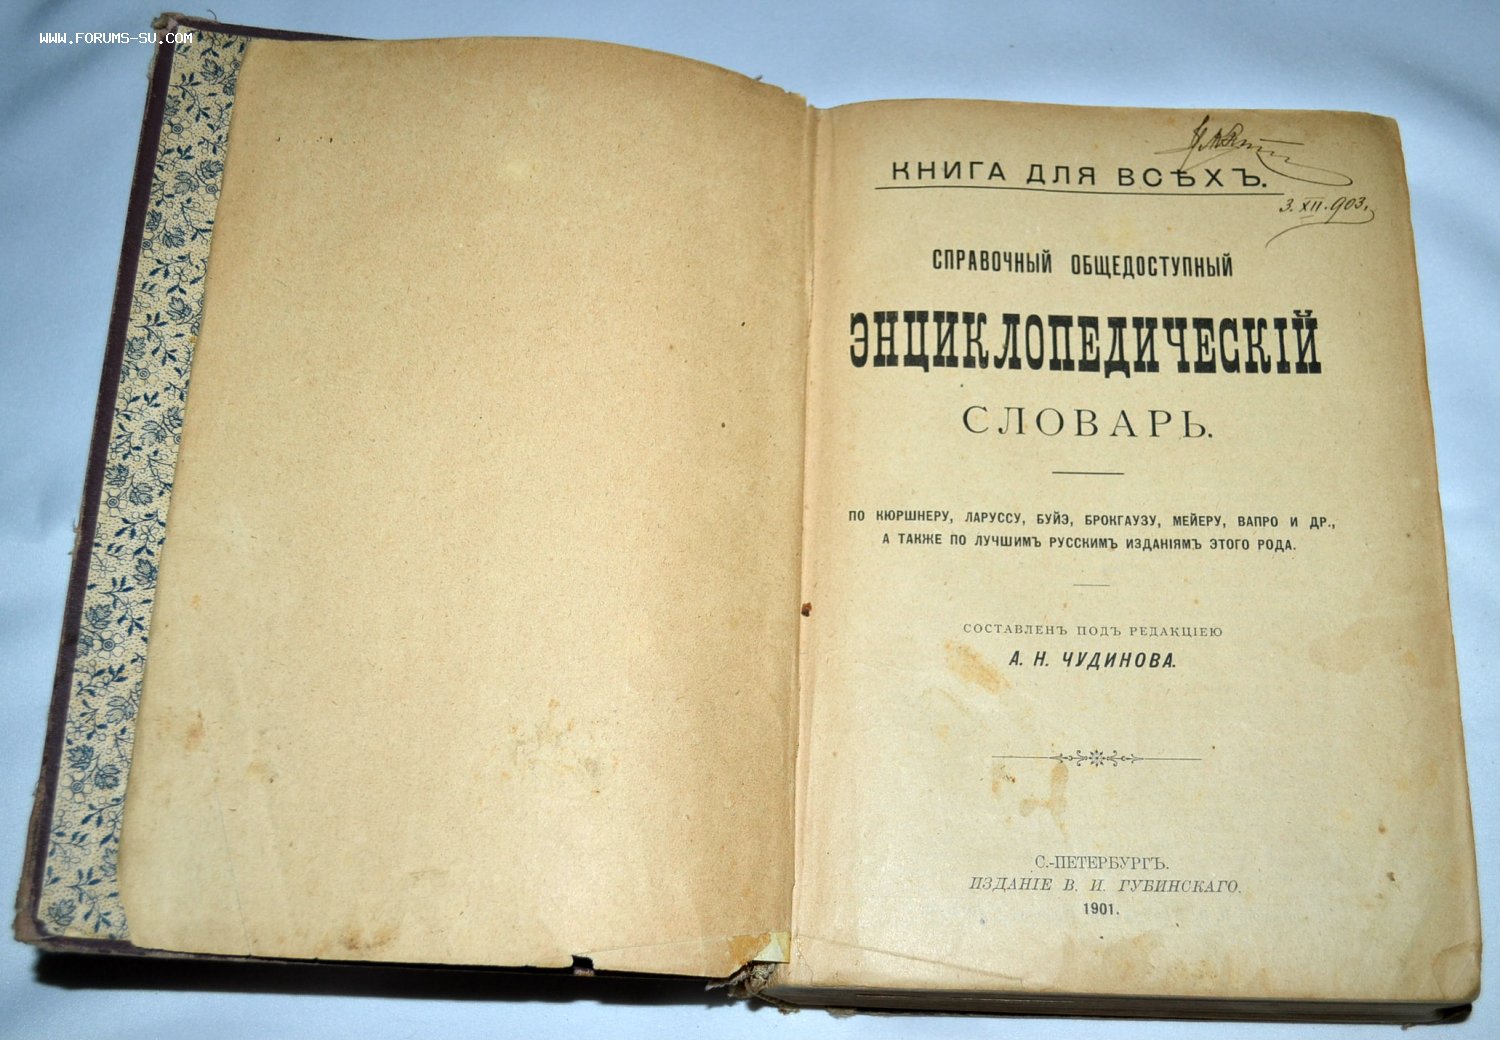 WWW.FORUMS-SU.COM
КНИГА ДЛЯ ВСѢХЪ.
3. XII. 903.
СПРАВОЧНЫЙ ОБЩЕДОСТУПНЫЙ
ЭНЦИКЛОПЕДИЧЕСКІЙ
СЛОВАРЬ.
ПО КЮРШНЕРУ, ЛАРУССУ, БУЙЭ, БРОКГАУЗУ, МЕЙЕРУ, ВАПРО И ДР.,
А ТАКЖЕ ПО ЛУЧШИМЪ РУССКИМЪ ИЗДАНІЯМЪ ЭТОГО РОДА.
СОСТАВЛЕНЪ ПОДЪ РЕДАКЦІЕЮ
А. Н. ЧУДИНОВА.
С.-ПЕТЕРБУРГЪ.
ИЗДАНІЕ В. И. ГУБИНСКАГО.
1901.